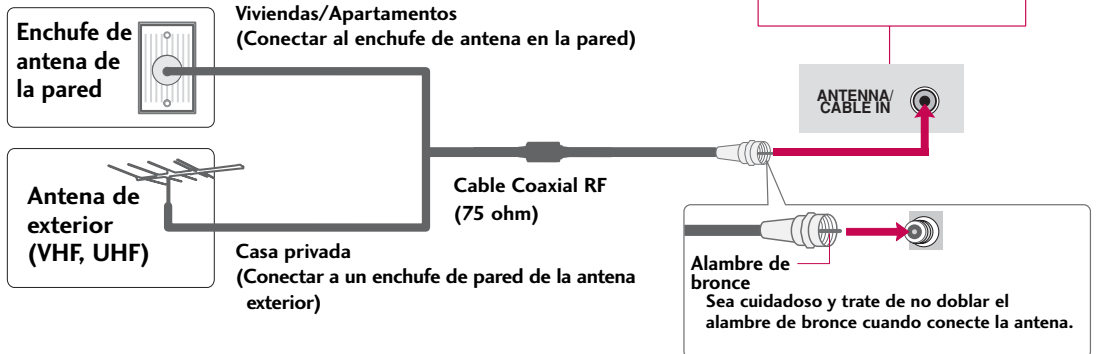 Enchufe de
antena de
la pared
Viviendas/Apartamentos
(Conectar al enchufe de antena en la pared)
ANTENNA/
CABLE IN
Antena de
exterior
(VHF, UHF)
Cable Coaxial RF
(75 ohm)
Casa privada
(Conectar a un enchufe de pared de la antena
exterior)
Alambre de
bronce
Sea cuidadoso y trate de no doblar el
alambre de bronce cuando conecte la antena.